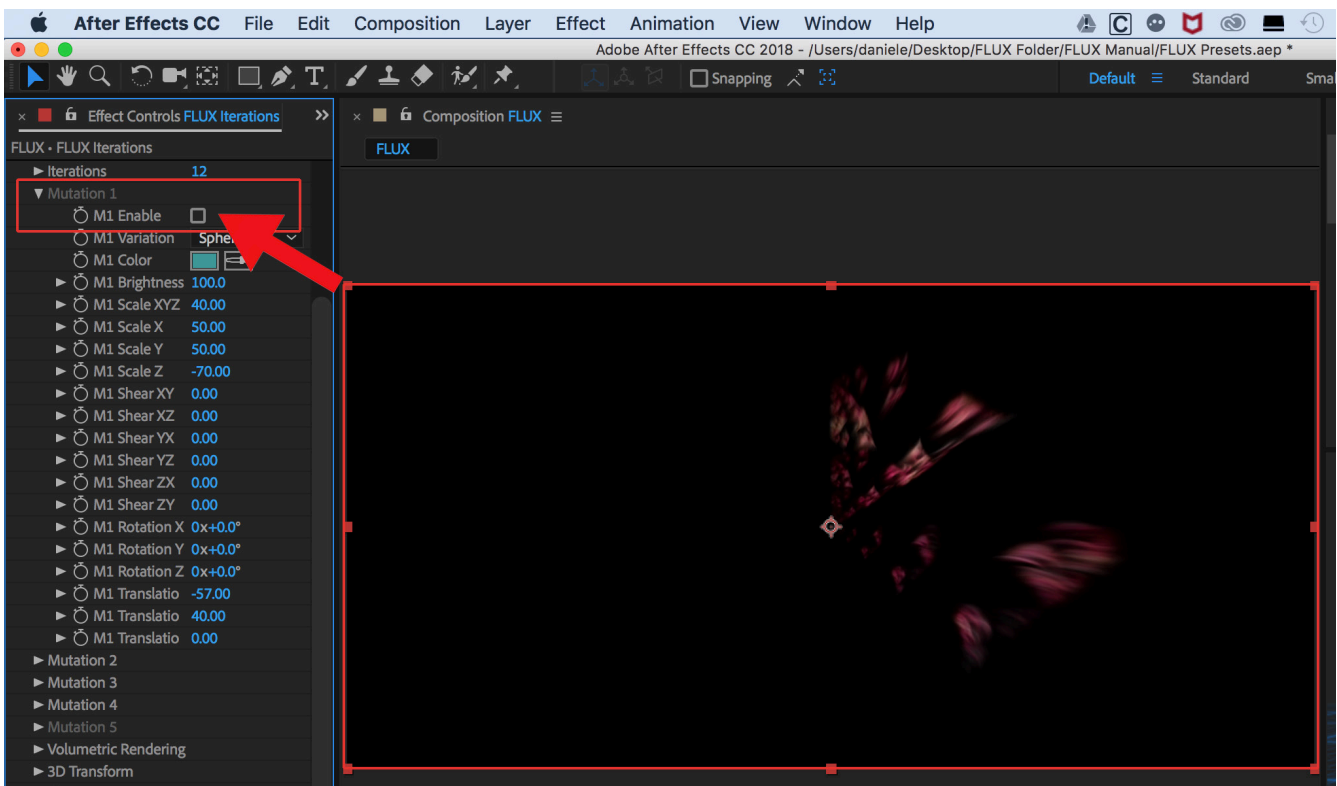 After Effects CC File Edit Composition Layer Effect Animation View Window Help
Adobe After Effects CC 2018 - /Users/daniele/Desktop/FLUX Folder/FLUX Manual/FLUX Presets.aep *
Snapping Default Standard Smal
Effect Controls FLUX Iterations Composition FLUX
FLUX • FLUX Iterations FLUX
Iterations 12
Mutation 1
M1 Enable
M1 Variation Sphe
M1 Color
M1 Brightness 100.0
M1 Scale XYZ 40.00
M1 Scale X 50.00
M1 Scale Y 50.00
M1 Scale Z -70.00
M1 Shear XY 0.00
M1 Shear XZ 0.00
M1 Shear YX 0.00
M1 Shear YZ 0.00
M1 Shear ZX 0.00
M1 Shear ZY 0.00
M1 Rotation X 0x+0.0°
M1 Rotation Y 0x+0.0°
M1 Rotation Z 0x+0.0°
M1 Translatio -57.00
M1 Translatio 40.00
M1 Translatio 0.00
Mutation 2
Mutation 3
Mutation 4
Mutation 5
Volumetric Rendering
3D Transform